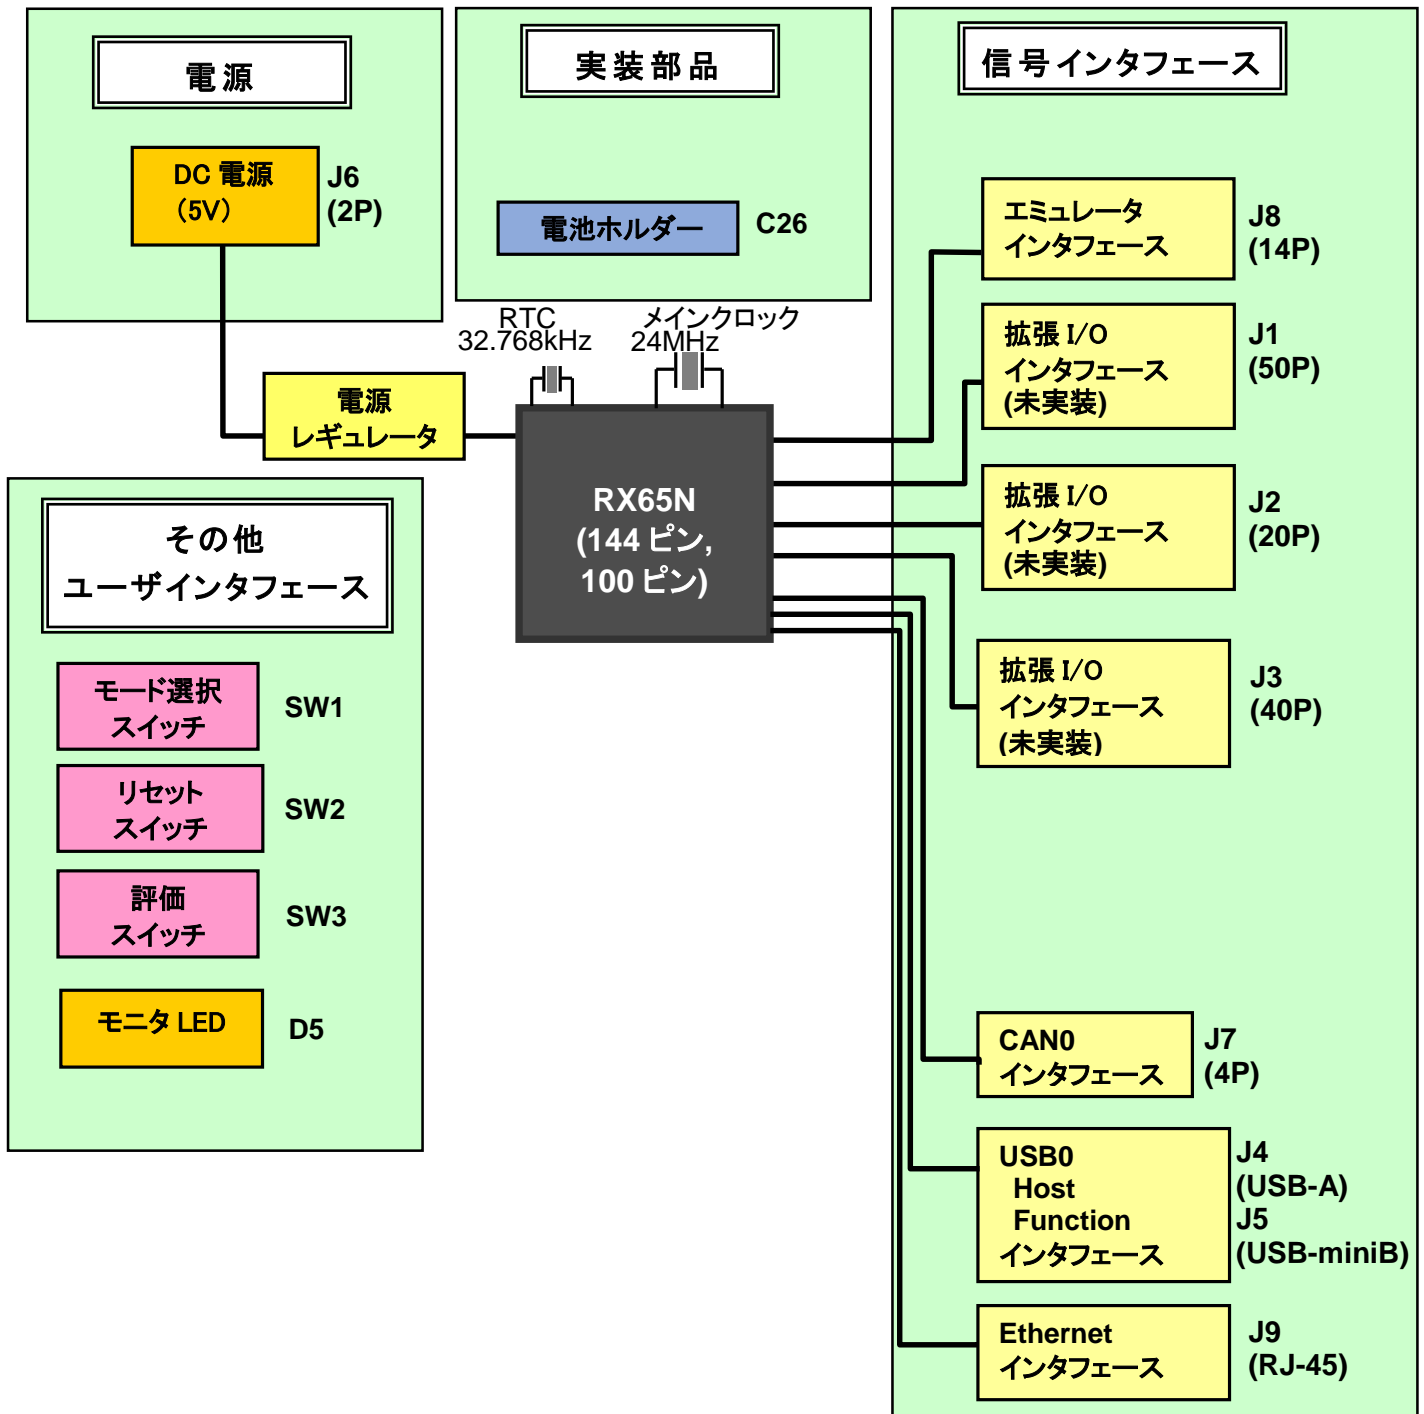 電源
DC 電源
（5V）
J6
(2P)
実装部品
電池ホルダー
C26
RTC
32.768kHz
メインクロック
24MHz
電源
レギュレータ
RX65N
(144 ピン,
100 ピン)
その他
ユーザインタフェース
モード選択
スイッチ
SW1
リセット
スイッチ
SW2
評価
スイッチ
SW3
モニタ LED
D5
信号インタフェース
エミュレータ
インタフェース
J8
(14P)
拡張 I/O
インタフェース
(未実装)
J1
(50P)
拡張 I/O
インタフェース
(未実装)
J2
(20P)
拡張 I/O
インタフェース
(未実装)
J3
(40P)
CAN0
インタフェース
J7
(4P)
USB0
Host
Function
インタフェース
J4
(USB-A)
J5
(USB-miniB)
Ethernet
インタフェース
J9
(RJ-45)